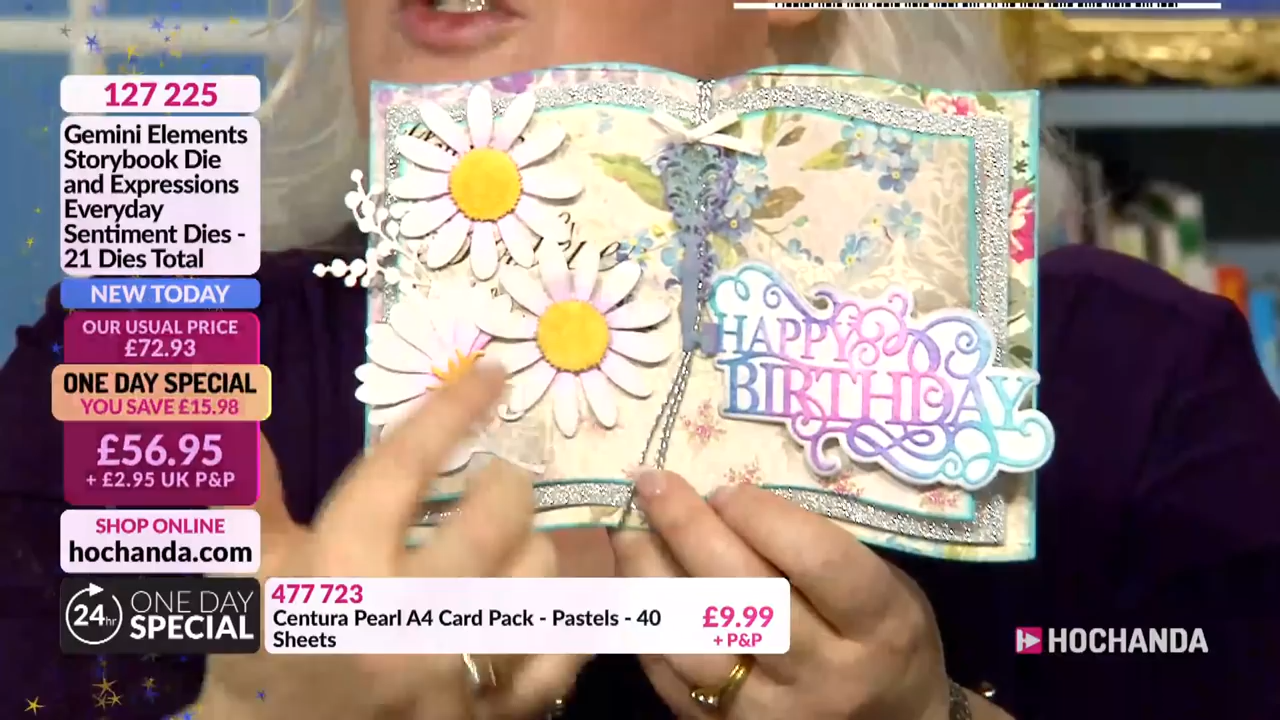 127 225
Gemini Elements
Storybook Die
and Expressions
Everyday
Sentiment Dies -
21 Dies Total
NEW TODAY
OUR USUAL PRICE
£72.93
ONE DAY SPECIAL
YOU SAVE £15.98
£56.95
+ £2.95 UK P&P
SHOP ONLINE
hochanda.com
24hr
ONE DAY
SPECIAL
477 723
Centura Pearl A4 Card Pack - Pastels - 40
Sheets
£9.99
+ P&P
HAPPY
BIRTHDAY
HOCHANDA